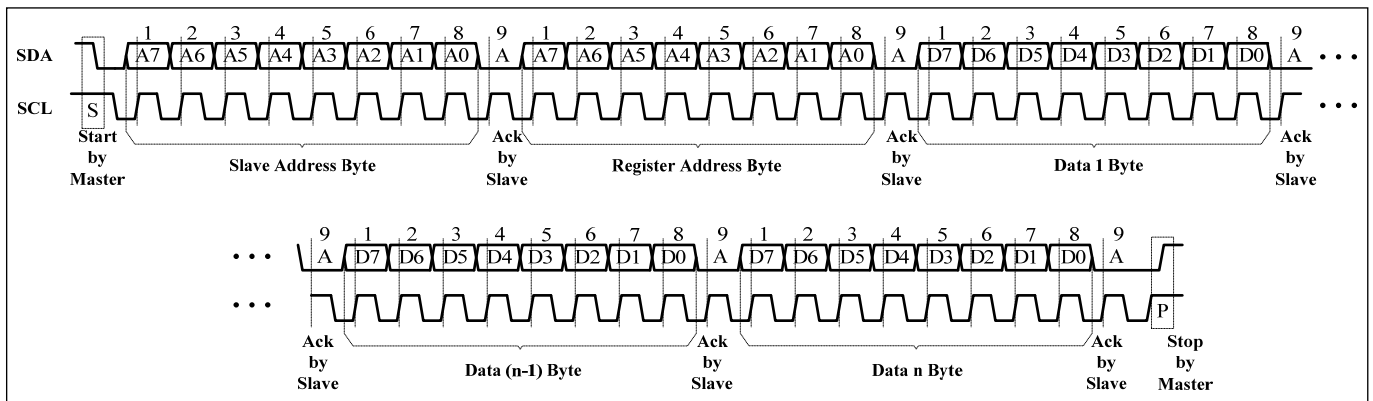 1 2 3 4 5 6 7 8 9 1 2 3 4 5 6 7 8 9 1 2 3 4 5 6 7 8 9
SDA A7 A6 A5 A4 A3 A2 A1 A0 A A7 A6 A5 A4 A3 A2 A1 A0 A D7 D6 D5 D4 D3 D2 D1 D0 A • • •
SCL S • • •
Start by Master
Slave Address Byte
Ack by Slave
Register Address Byte
Ack by Slave
Data 1 Byte
Ack by Slave
9 1 2 3 4 5 6 7 8 9 1 2 3 4 5 6 7 8 9
• • • A D7 D6 D5 D4 D3 D2 D1 D0 A D7 D6 D5 D4 D3 D2 D1 D0 A
• • • P
Ack by Slave
Data (n-1) Byte
Ack by Slave
Data n Byte
Ack by Slave
Stop by Master